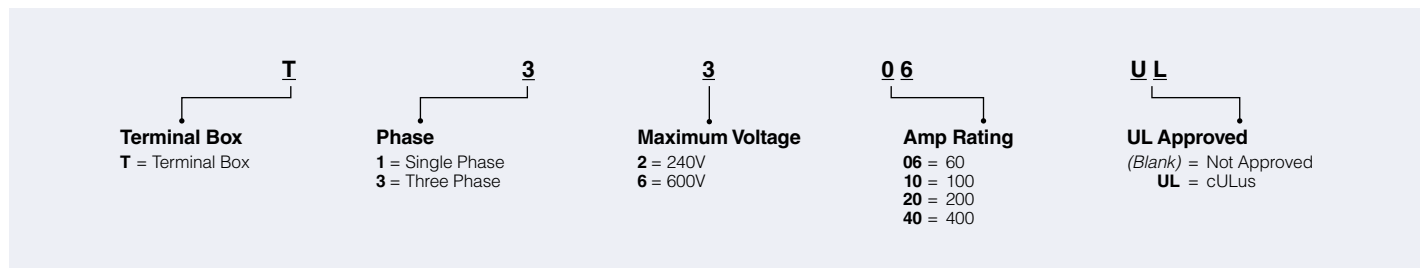 T 3 3 0 6 U L
Terminal Box
T = Terminal Box
Phase
1 = Single Phase
3 = Three Phase
Maximum Voltage
2 = 240V
6 = 600V
Amp Rating
06 = 60
10 = 100
20 = 200
40 = 400
UL Approved
(Blank) = Not Approved
UL = cULus